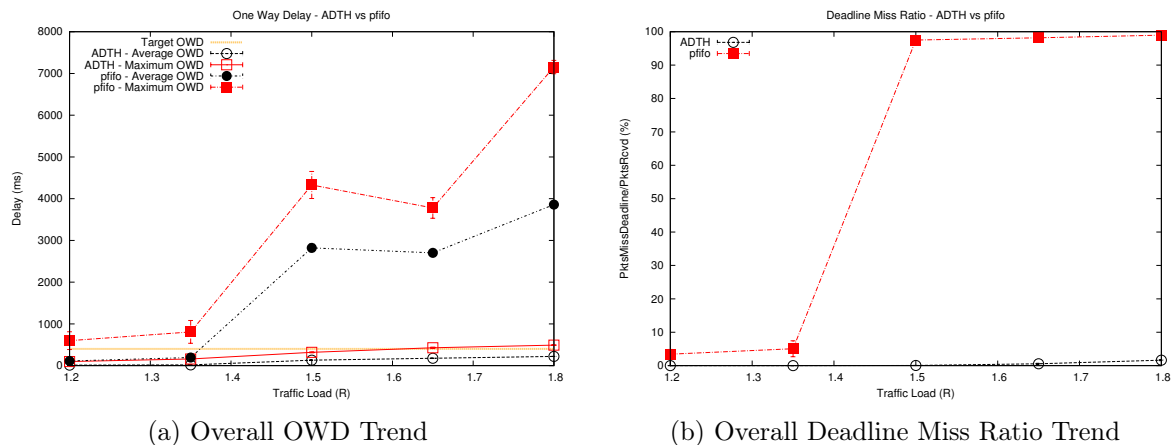 One Way Delay - ADTH vs pfifo
8000
7000
6000
5000
4000
3000
2000
1000
0
Delay (ms)
Target OWD
ADTH - Average OWD
ADTH - Maximum OWD
pfifo - Average OWD
pfifo - Maximum OWD
1.2 1.3 1.4 1.5 1.6 1.7 1.8
Traffic Load (R)
(a) Overall OWD Trend
Deadline Miss Ratio - ADTH vs pfifo
100
90
80
70
60
50
40
30
20
10
0
PktsMissDeadline/PktsRcvd (%)
ADTH
pfifo
1.2 1.3 1.4 1.5 1.6 1.7 1.8
Traffic Load (R)
(b) Overall Deadline Miss Ratio Trend